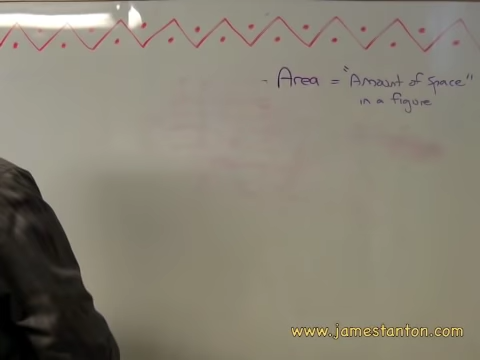 - Area = "Amount of space"
in a figure
www.jamestanton.com